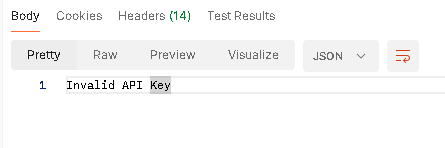 Body Cookies Headers (14) Test Results
Pretty Raw Preview Visualize JSON
1 Invalid API Key